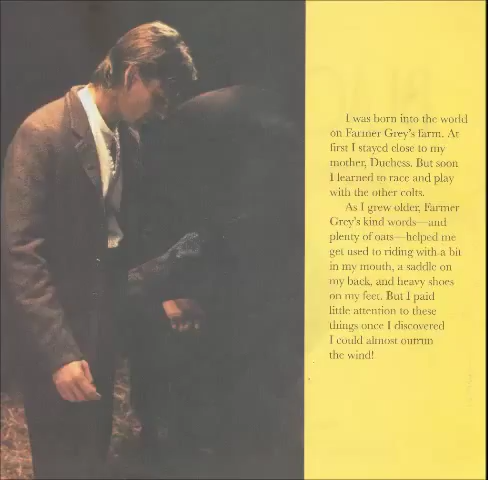 I was born into the world
on Farmer Grey's farm. At
first I stayed close to my
mother, Duchess. But soon
I learned to race and play
with the other colts.
As I grew older, Farmer
Grey's kind words—and
plenty of oats—helped me
get used to riding with a bit
in my mouth, a saddle on
my back, and heavy shoes
on my feet. But I paid
little attention to these
things once I discovered
I could almost outrun
the wind!